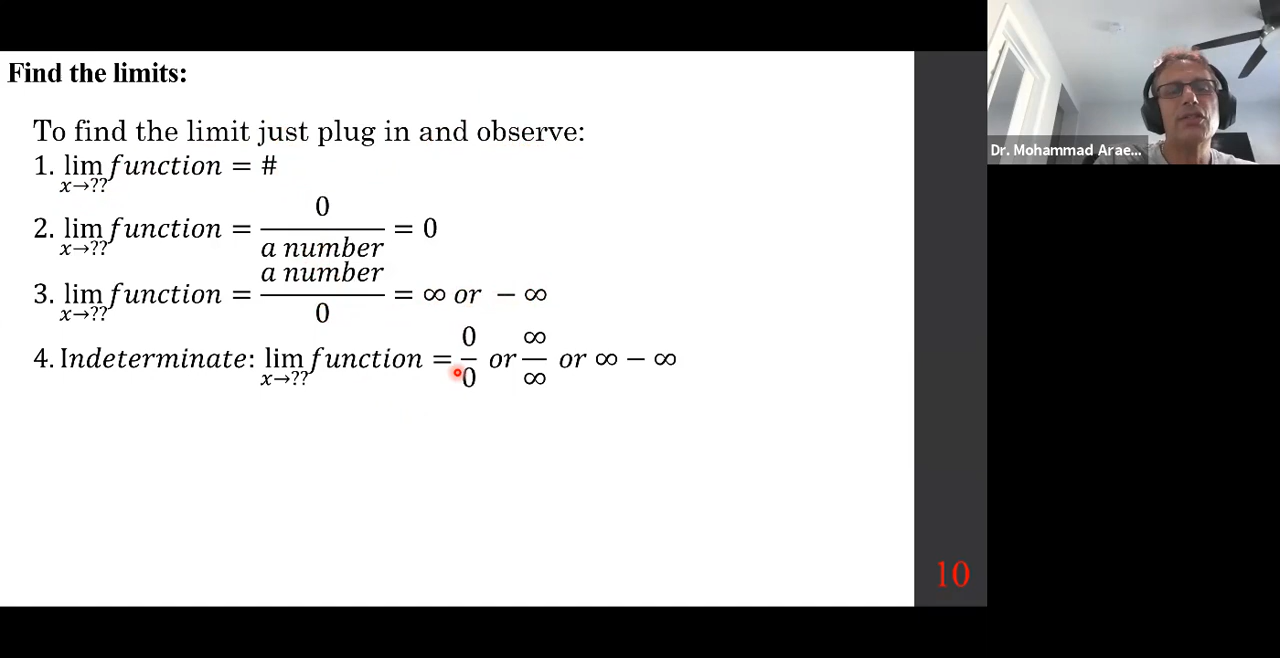 Find the limits:
To find the limit just plug in and observe:
1. lim x→?? function = #
2. lim x→?? function = 0 / a number = 0
3. lim x→?? function = a number / 0 = ∞ or − ∞
4. Indeterminate: lim x→?? function = 0/0 or ∞/∞ or ∞ − ∞
10
Dr. Mohammad Arae...